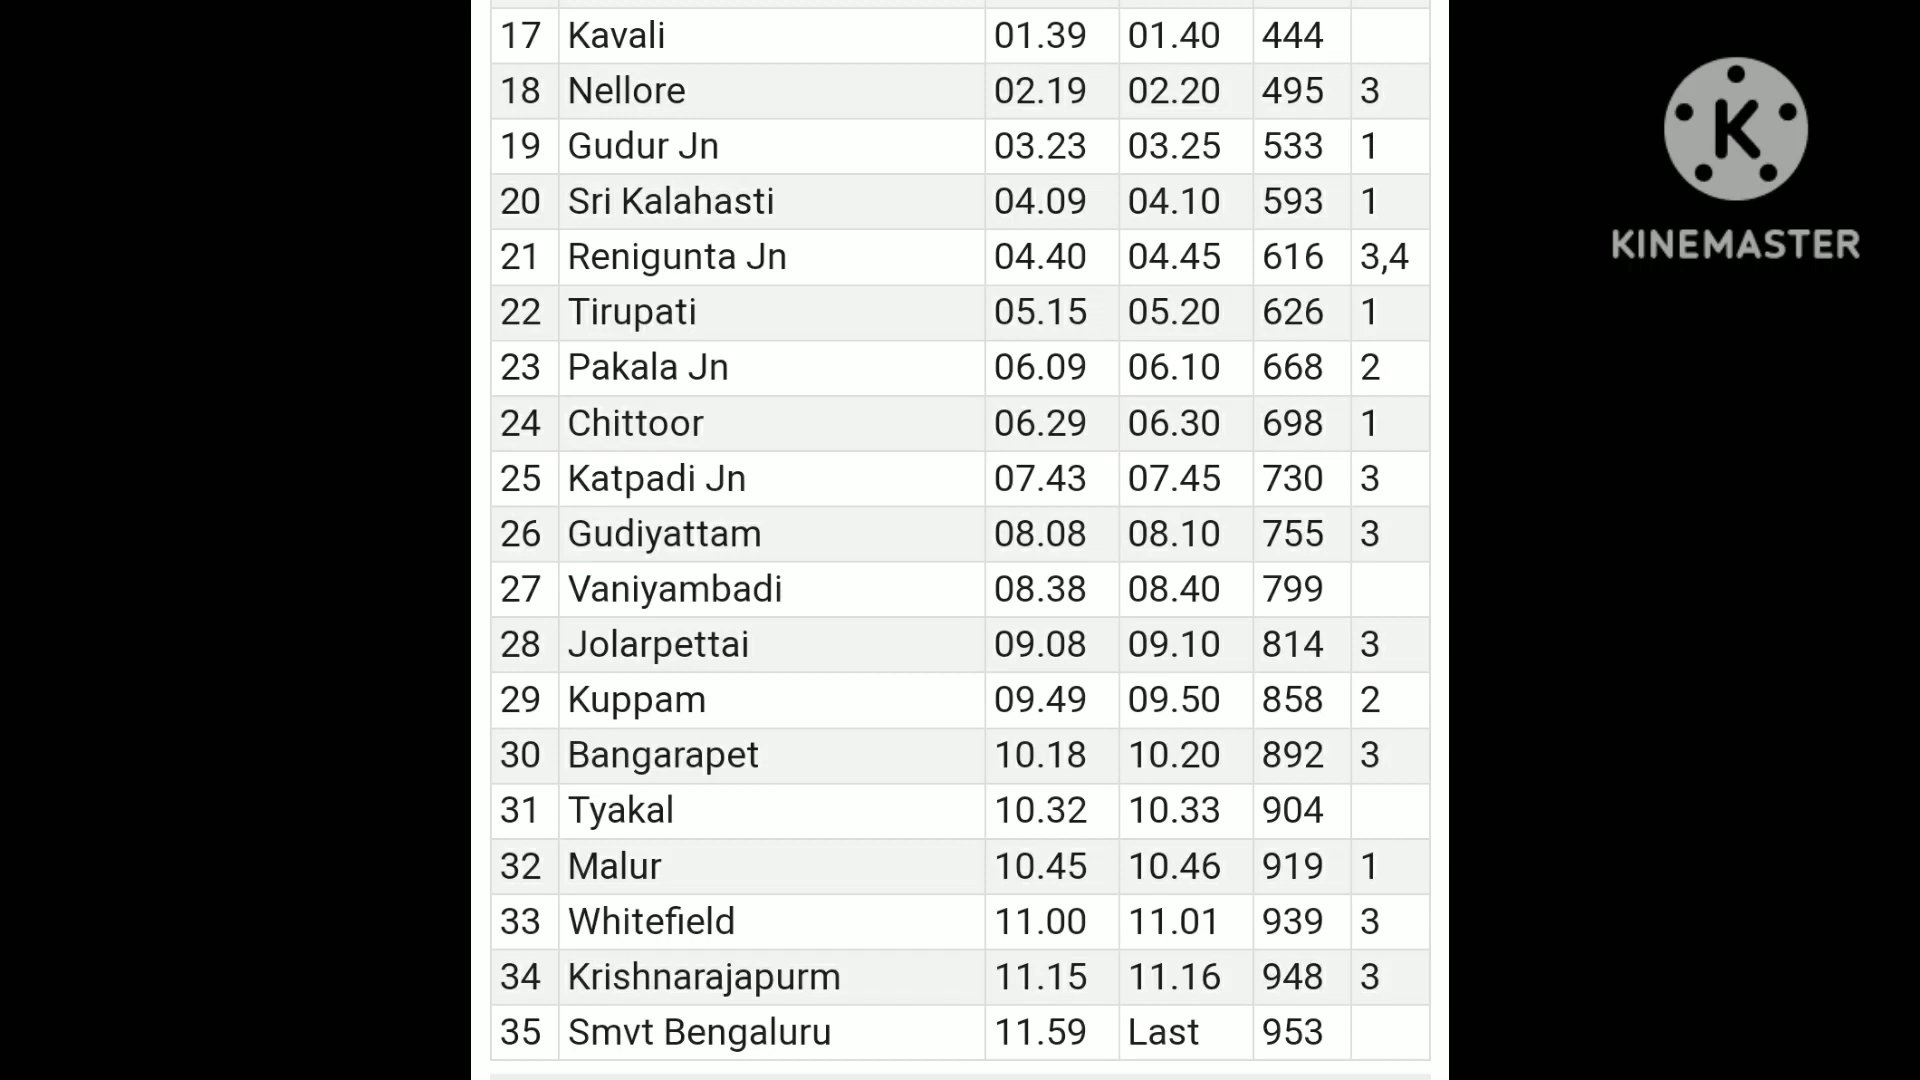 17 Kavali 01.39 01.40 444
18 Nellore 02.19 02.20 495 3
19 Gudur Jn 03.23 03.25 533 1
20 Sri Kalahasti 04.09 04.10 593 1
21 Renigunta Jn 04.40 04.45 616 3,4
22 Tirupati 05.15 05.20 626 1
23 Pakala Jn 06.09 06.10 668 2
24 Chittoor 06.29 06.30 698 1
25 Katpadi Jn 07.43 07.45 730 3
26 Gudiyattam 08.08 08.10 755 3
27 Vaniyambadi 08.38 08.40 799
28 Jolarpettai 09.08 09.10 814 3
29 Kuppam 09.49 09.50 858 2
30 Bangarapet 10.18 10.20 892 3
31 Tyakal 10.32 10.33 904
32 Malur 10.45 10.46 919 1
33 Whitefield 11.00 11.01 939 3
34 Krishnarajapurm 11.15 11.16 948 3
35 Smvt Bengaluru 11.59 Last 953
K
KINEMASTER